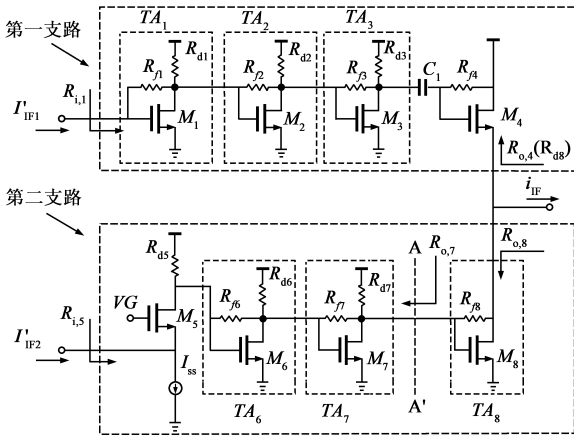 第一支路
TA1
TA2
TA3
Rd1
Rd2
Rd3
Rf1
Rf2
Rf3
C1
Rf4
Ri,1
I'IF1
M1
M2
M3
M4
Ro,4(Rd8)
iIF
第二支路
Rd5
Rd6
Rd7
A
Ro,7
Ro,8
VG
M5
Rf6
Rf7
Rf8
Ri,5
I'IF2
Iss
M6
M7
M8
TA6
TA7
A'
TA8